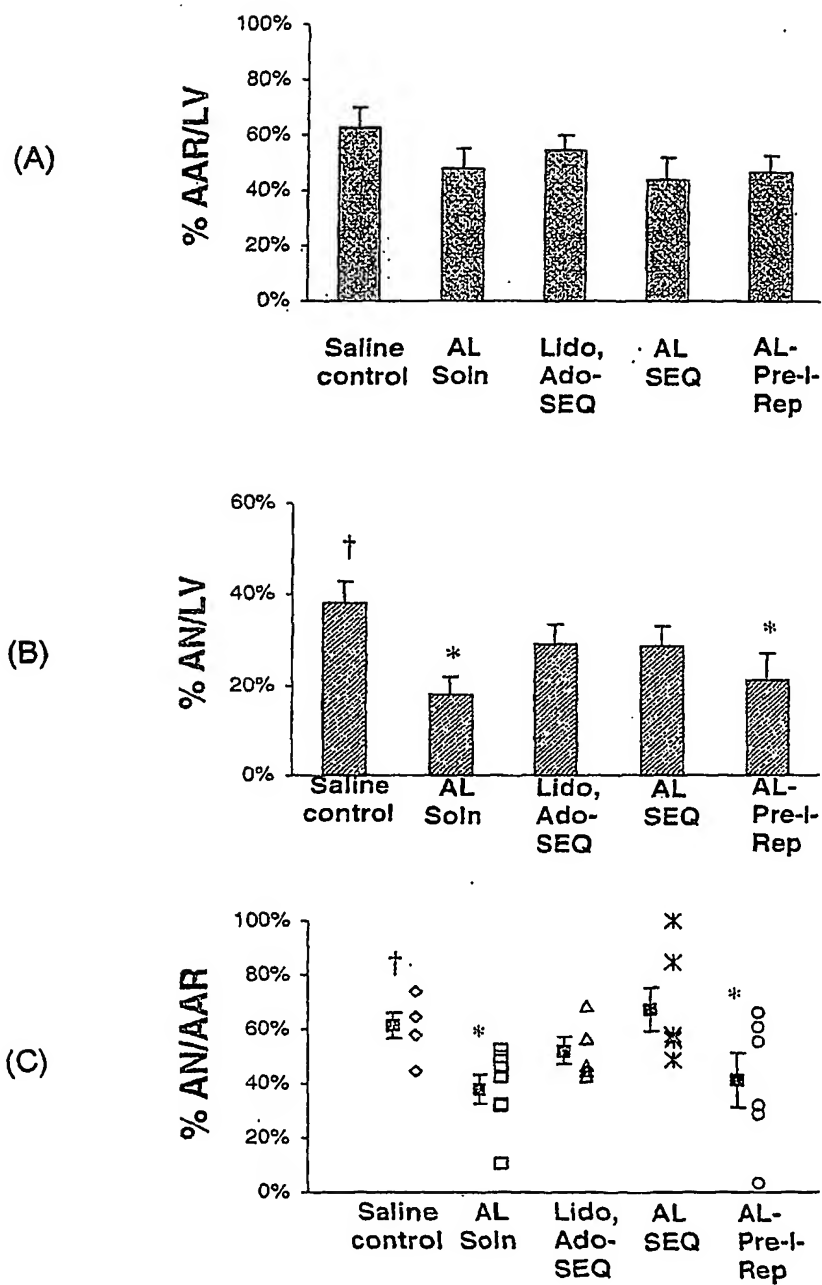 (A)
% AAR/LV
100%
80%
60%
40%
20%
0%
Saline control
AL Soln
Lido, Ado- SEQ
AL SEQ
AL- Pre-I- Rep
(B)
% AN/LV
60%
40%
20%
0%
†
*
*
Saline control
AL Soln
Lido, Ado- SEQ
AL SEQ
AL- Pre-I- Rep
(C)
% AN/AAR
100%
80%
60%
40%
20%
0%
†
*
*
Saline control
AL Soln
Lido, Ado- SEQ
AL SEQ
AL- Pre-I- Rep